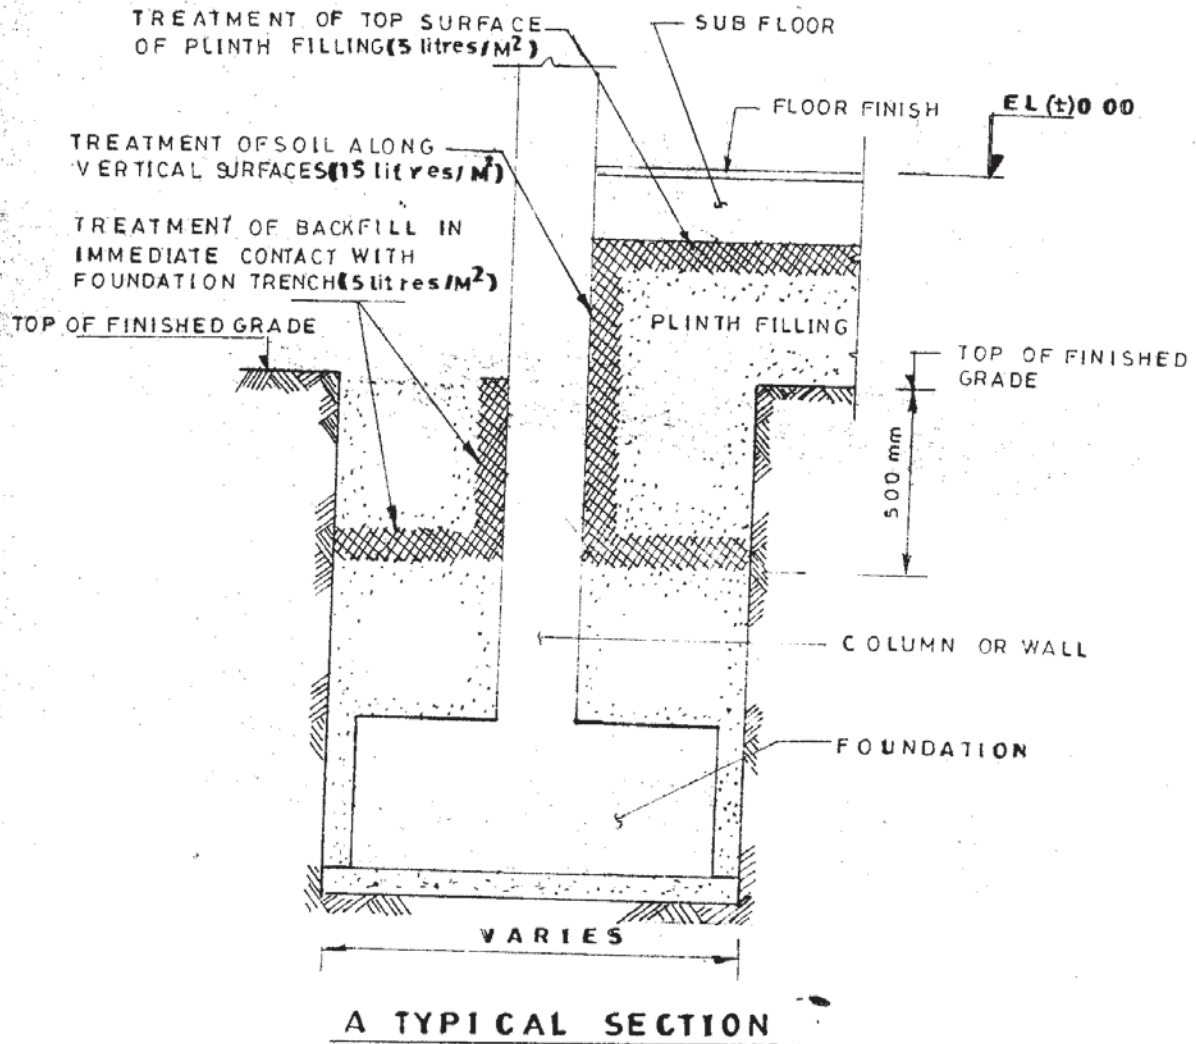 TREATMENT OF TOP SURFACE
OF PLINTH FILLING(5 litres/M²)
SUB FLOOR
FLOOR FINISH
EL(±)0 00
TREATMENT OF SOIL ALONG
VERTICAL SURFACES(15 litres/M²)
TREATMENT OF BACKFILL IN
IMMEDIATE CONTACT WITH
FOUNDATION TRENCH(5 litres/M²)
TOP OF FINISHED GRADE
PLINTH FILLING
TOP OF FINISHED
GRADE
500 mm
COLUMN OR WALL
FOUNDATION
VARIES
A TYPICAL SECTION